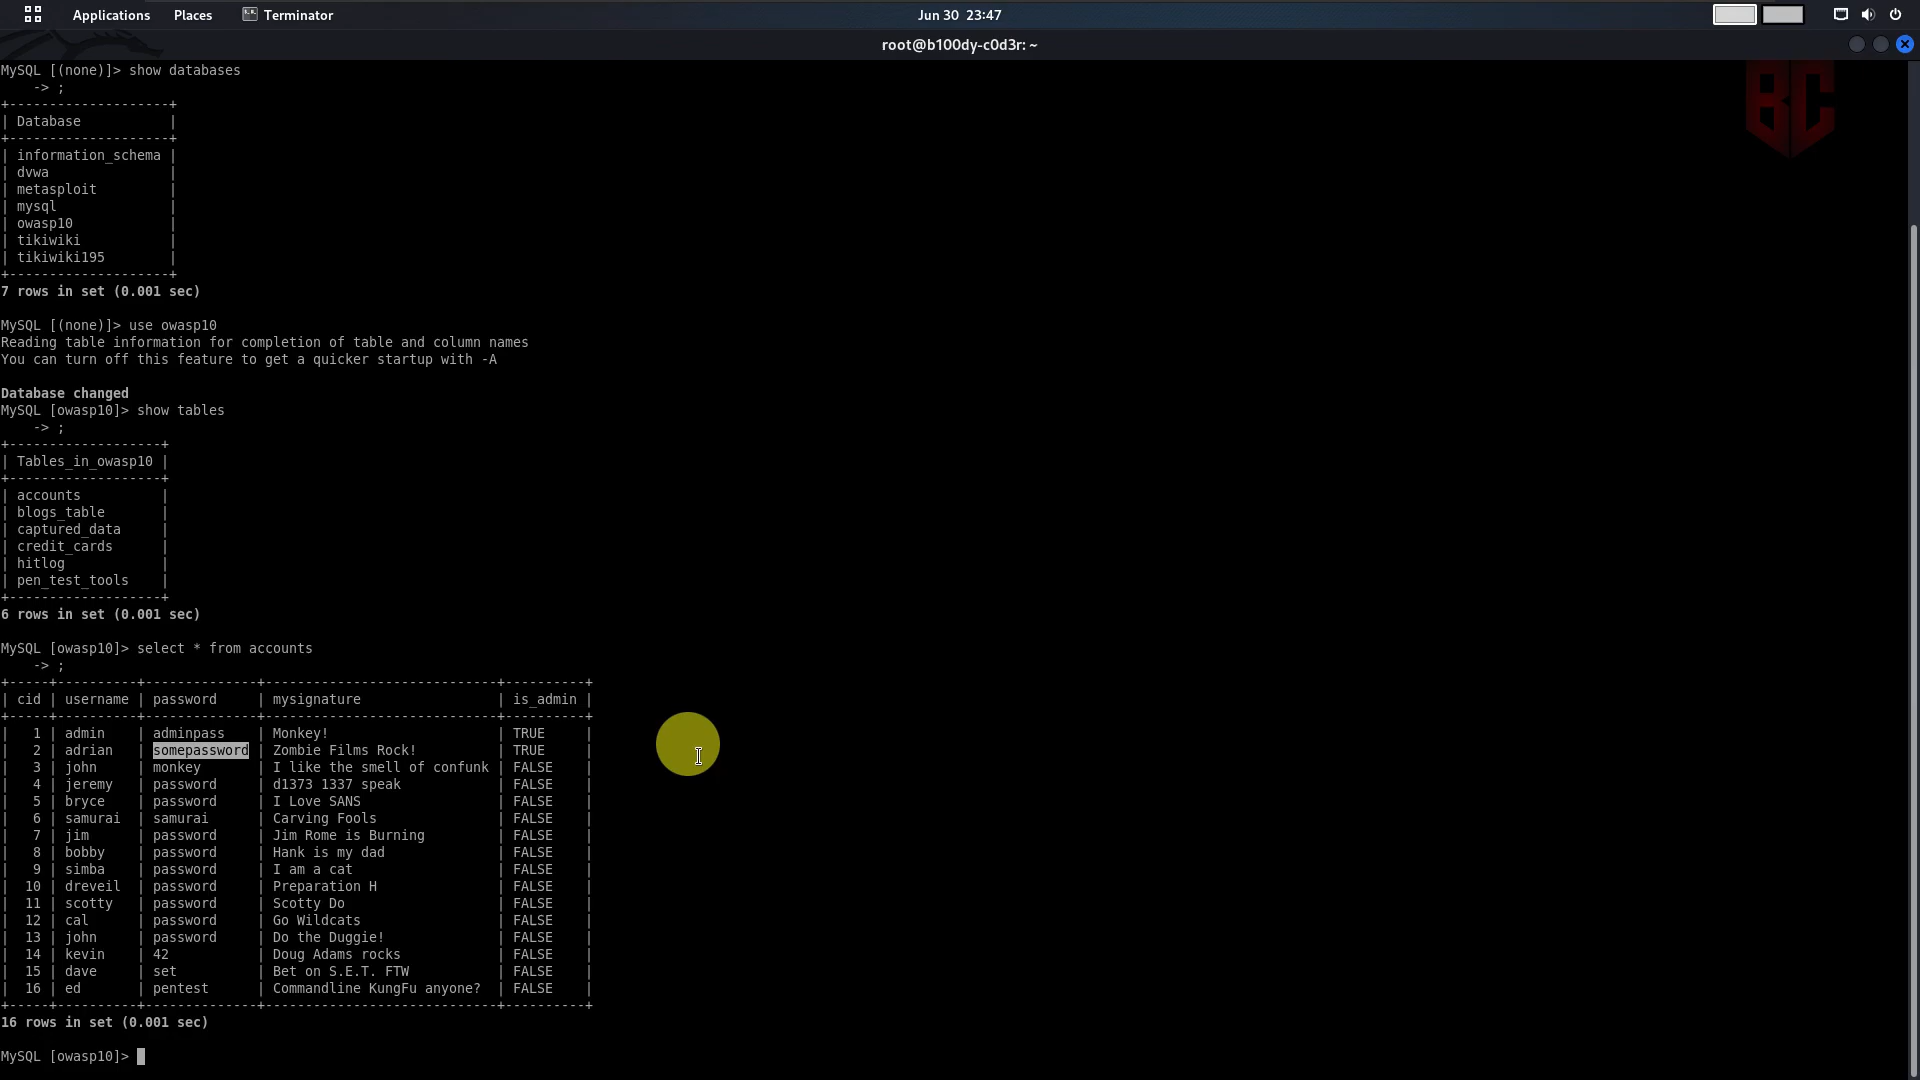 Applications Places Terminator Jun 30 23:47
root@b100dy-c0d3r: ~
BC
MySQL [(none)]> show databases
    -> ;
+--------------------+
| Database           |
+--------------------+
| information_schema |
| dvwa               |
| metasploit         |
| mysql              |
| owasp10            |
| tikiwiki           |
| tikiwiki195        |
+--------------------+
7 rows in set (0.001 sec)

MySQL [(none)]> use owasp10
Reading table information for completion of table and column names
You can turn off this feature to get a quicker startup with -A

Database changed
MySQL [owasp10]> show tables
    -> ;
+-------------------+
| Tables_in_owasp10 |
+-------------------+
| accounts          |
| blogs_table       |
| captured_data     |
| credit_cards      |
| hitlog            |
| pen_test_tools    |
+-------------------+
6 rows in set (0.001 sec)

MySQL [owasp10]> select * from accounts
    -> ;
+-----+----------+--------------+-----------------------------+----------+
| cid | username | password     | mysignature                 | is_admin |
+-----+----------+--------------+-----------------------------+----------+
|   1 | admin    | adminpass    | Monkey!                     | TRUE     |
|   2 | adrian   | somepassword | Zombie Films Rock!          | TRUE     |
|   3 | john     | monkey       | I like the smell of confunk | FALSE    |
|   4 | jeremy   | password     | d1373 1337 speak            | FALSE    |
|   5 | bryce    | password     | I Love SANS                 | FALSE    |
|   6 | samurai  | samurai      | Carving Fools               | FALSE    |
|   7 | jim      | password     | Jim Rome is Burning         | FALSE    |
|   8 | bobby    | password     | Hank is my dad              | FALSE    |
|   9 | simba    | password     | I am a cat                  | FALSE    |
|  10 | dreveil  | password     | Preparation H               | FALSE    |
|  11 | scotty   | password     | Scotty Do                   | FALSE    |
|  12 | cal      | password     | Go Wildcats                 | FALSE    |
|  13 | john     | password     | Do the Duggie!              | FALSE    |
|  14 | kevin    | 42           | Doug Adams rocks            | FALSE    |
|  15 | dave     | set          | Bet on S.E.T. FTW           | FALSE    |
|  16 | ed       | pentest      | Commandline KungFu anyone?  | FALSE    |
+-----+----------+--------------+-----------------------------+----------+
16 rows in set (0.001 sec)

MySQL [owasp10]>